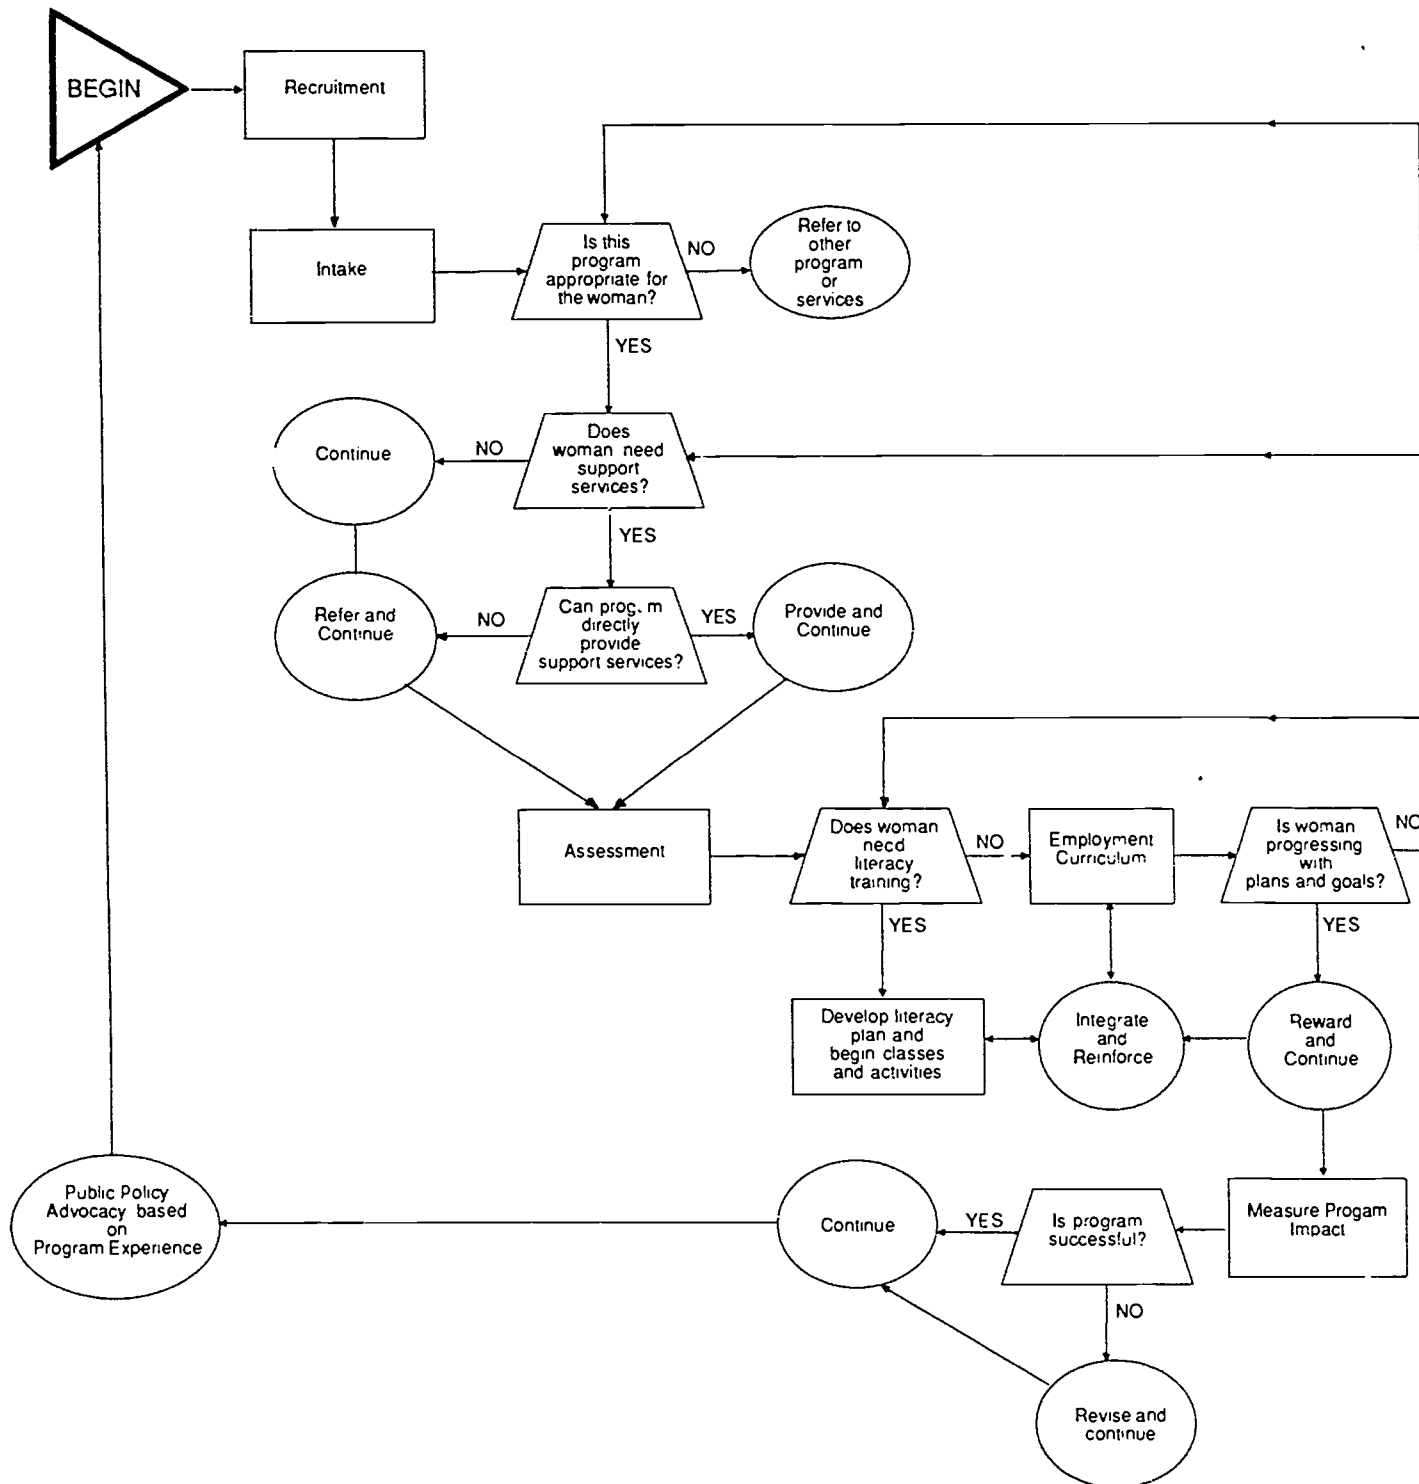 BEGIN
Recruitment
Intake
Is this
program
appropriate for
the woman?
NO
Refer to
other
program
or
services
YES
Continue
NO
Does
woman need
support
services?
YES
Refer and
Continue
NO
Can prog. m
directly
provide
support services?
YES
Provide and
Continue
Assessment
Does woman
need
literacy
training?
NO
Employment
Curriculum
Is woman
progressing
with
plans and goals?
NO
YES
YES
Develop literacy
plan and
begin classes
and activities
Integrate
and
Reinforce
Reward
and
Continue
Public Policy
Advocacy based
on
Program Experience
Continue
YES
Is program
successful?
Measure Progam
Impact
NO
Revise and
continue